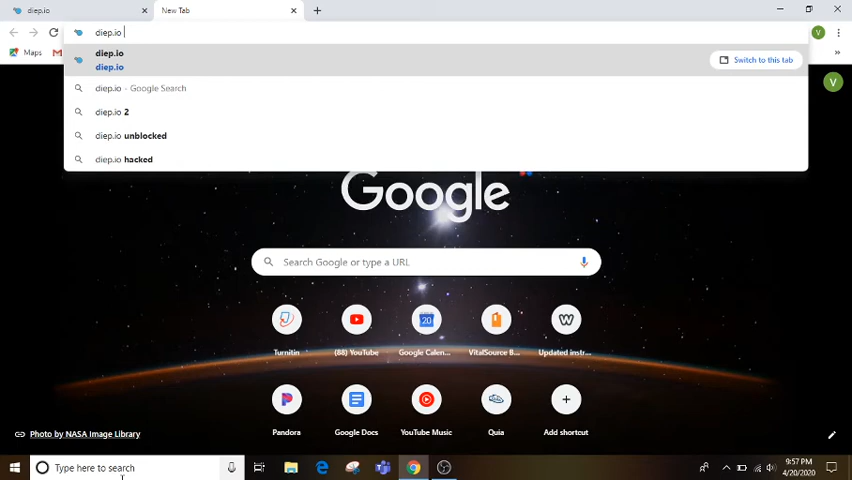 diep.io
New Tab
diep.io
V
Maps
»
diep.io
diep.io
Switch to this tab
diep.io - Google Search
diep.io 2
diep.io unblocked
diep.io hacked
V
Google
Search Google or type a URL
20
Turnitin
(88) YouTube
Google Calen...
VitalSource B...
Updated instr...
Pandora
Google Docs
YouTube Music
Quia
Add shortcut
Photo by NASA Image Library
Type here to search
9:57 PM
4/20/2020